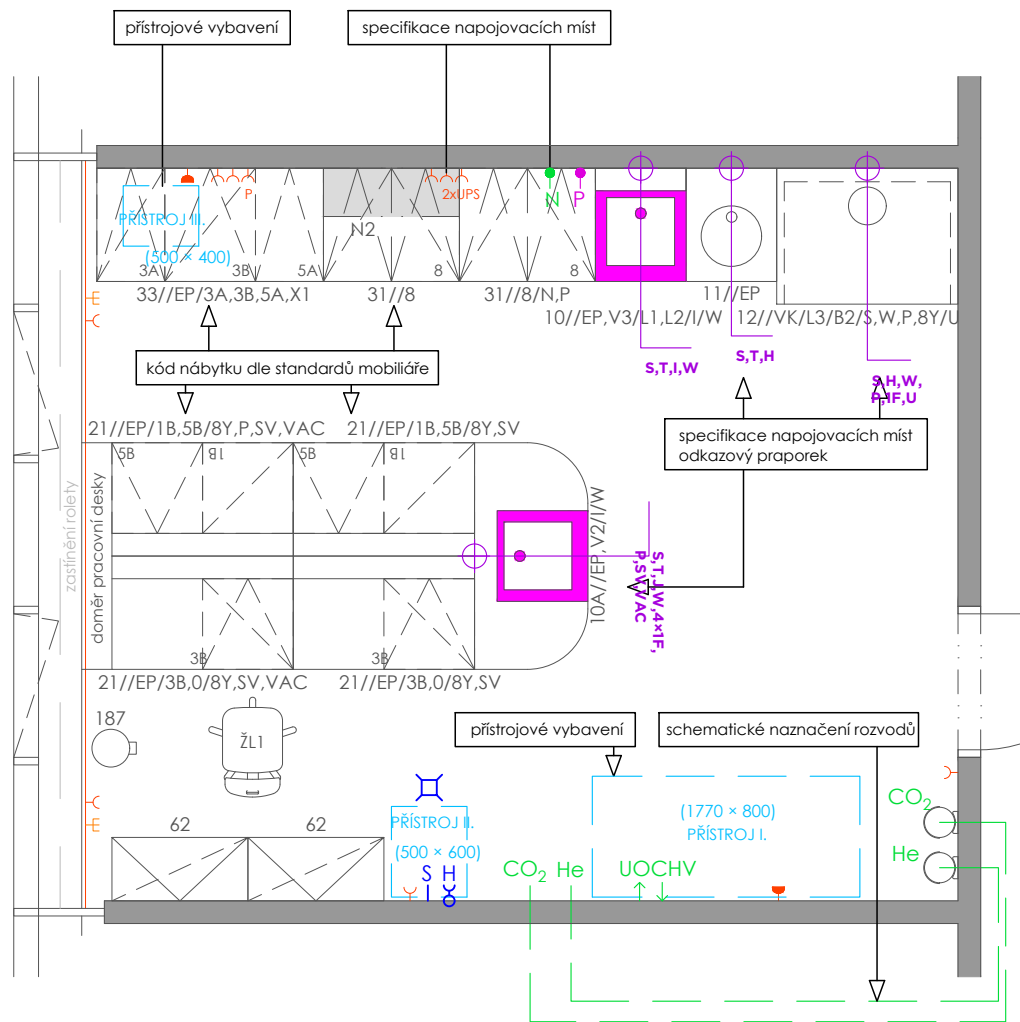 přístrojové vybavení
specifikace napojovacích míst
P
2xUPS
N
P
PŘÍSTROJ III.
(500 × 400)
N2
3A
3B
5A
8
8
33//EP/3A,3B,5A,X1
31//8
31//8/N,P
11//EP
10//EP,V3/L1,L2/I/W
12//VK/L3/B2/S,W,P,8Y/U
E
kód nábytku dle standardů mobiliáře
S,T,I,W
S,T,H
S,H,W,
P,1F,U
specifikace napojovacích míst
odkazový praporek
21//EP/1B,5B/8Y,P,SV,VAC
21//EP/1B,5B/8Y,SV
5B
1B
5B
1B
zastínění rolety
doměr pracovní desky
10A//EP,V2/I/W
S,T,I,W,4×1F,
P,SV,VAC
3B
3B
21//EP/3B,0/8Y,SV,VAC
21//EP/3B,0/8Y,SV
187
ŽL1
přístrojové vybavení
schematické naznačení rozvodů
CO2
He
E
62
62
PŘÍSTROJ II.
(500 × 600)
S
H
(1770 × 800)
PŘÍSTROJ I.
CO2
He
UOCHV